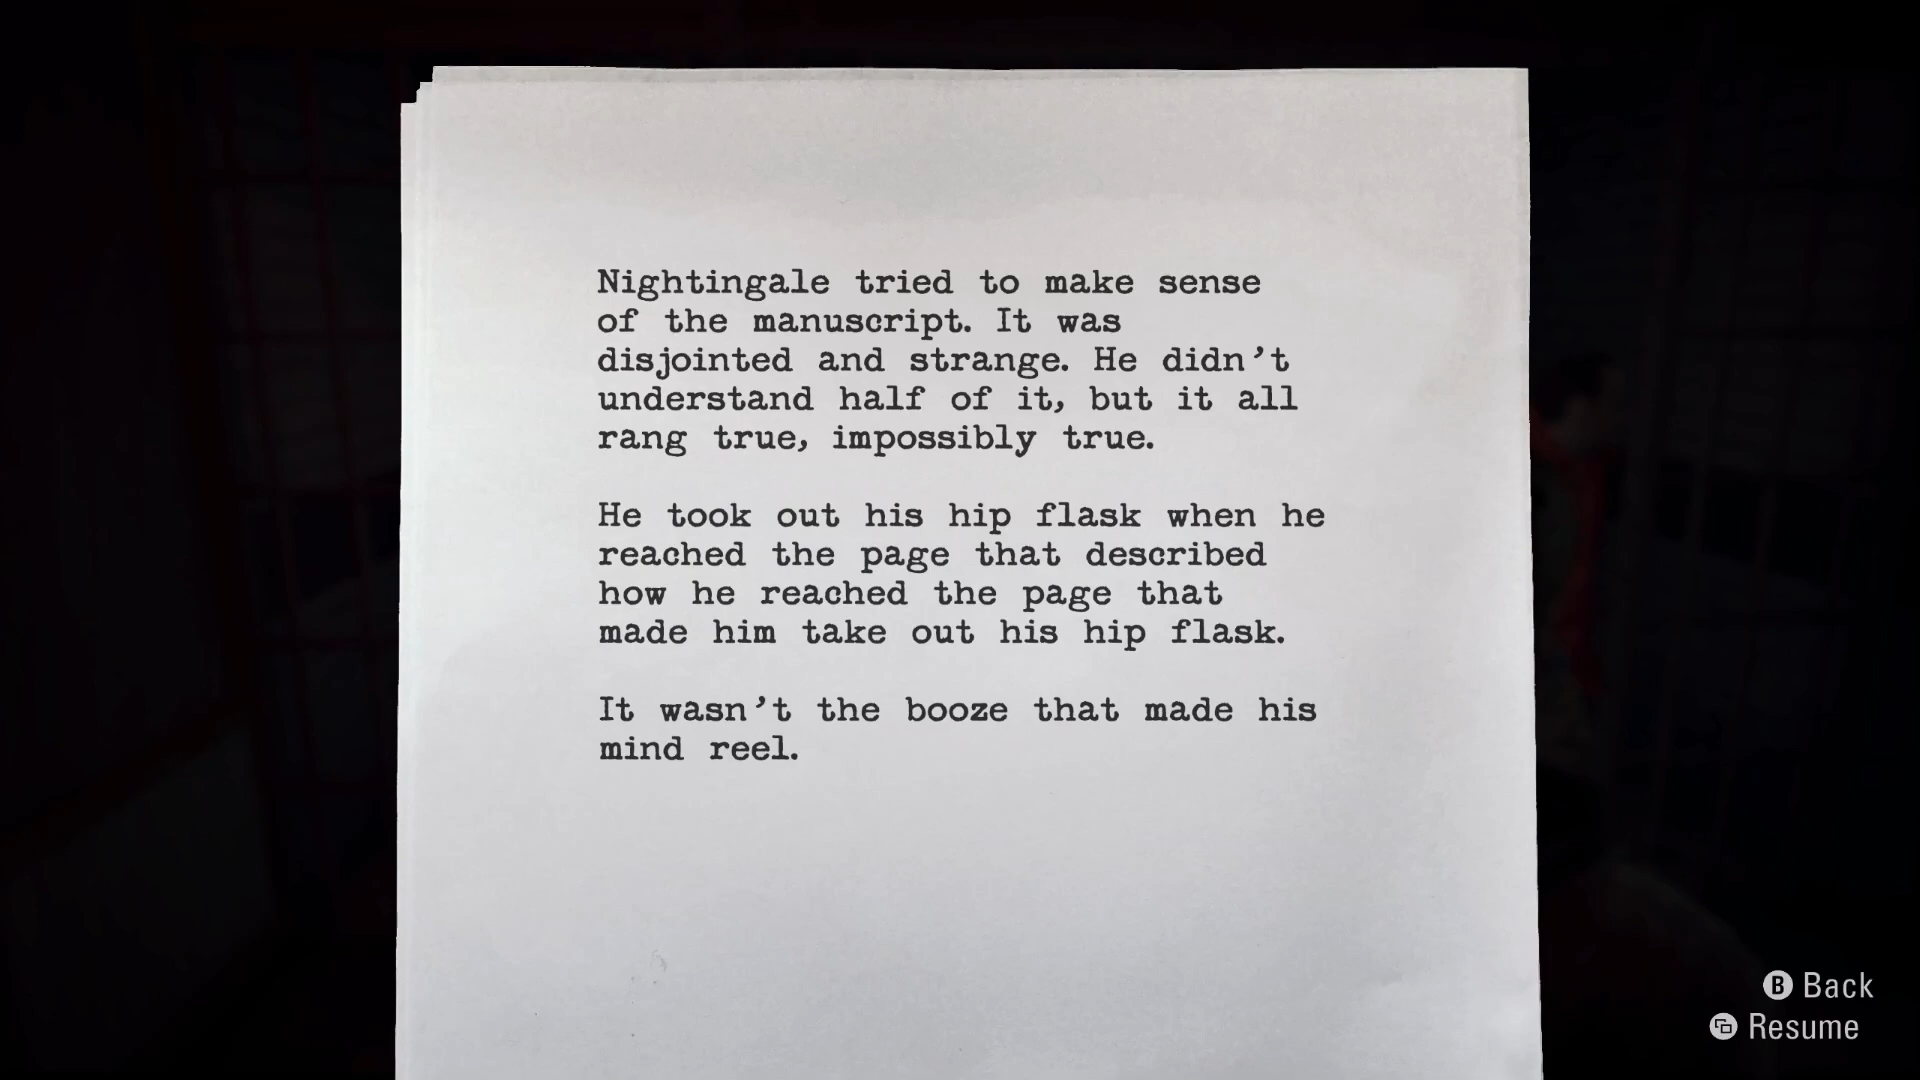 Nightingale tried to make sense
of the manuscript. It was
disjointed and strange. He didn't
understand half of it, but it all
rang true, impossibly true.
He took out his hip flask when he
reached the page that described
how he reached the page that
made him take out his hip flask.
It wasn't the booze that made his
mind reel.
B Back
Resume